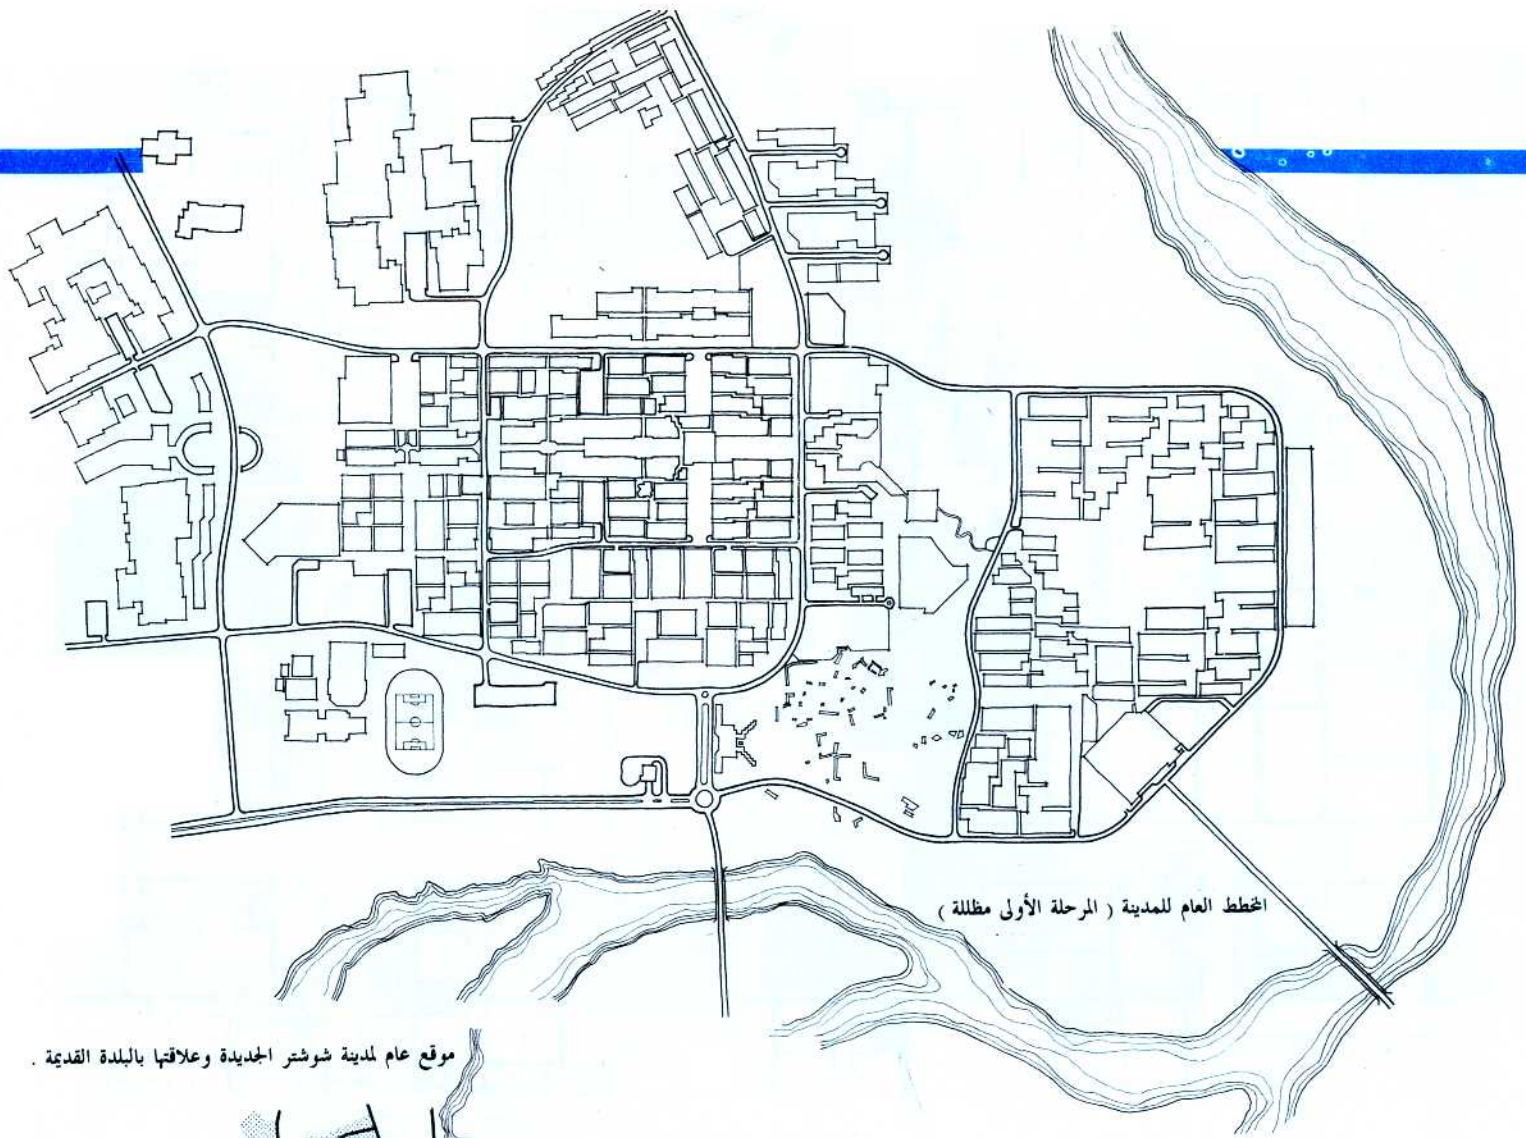 المخطط العام للمدينة ( المرحلة الأولى مظللة )
موقع عام لمدينة شوشتر الجديدة وعلاقتها بالبلدة القديمة .